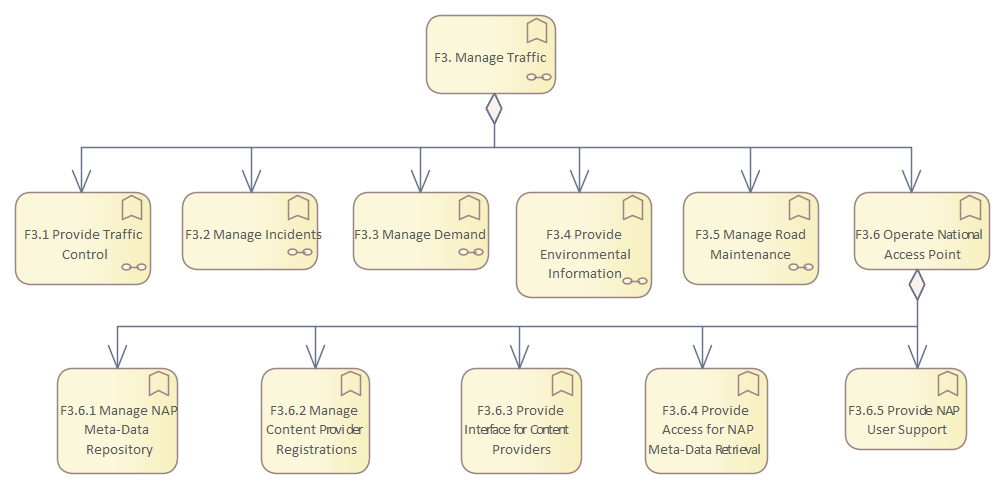 F3. Manage Traffic
F3.1 Provide Traffic
Control
F3.2 Manage Incidents
F3.3 Manage Demand
F3.4 Provide
Environmental
Information
F3.5 Manage Road
Maintenance
F3.6 Operate National
Access Point
F3.6.1 Manage NAP
Meta-Data
Repository
F3.6.2 Manage
Content Provider
Registrations
F3.6.3 Provide
Interface for Content
Providers
F3.6.4 Provide
Access for NAP
Meta-Data Retrieval
F3.6.5 Provide NAP
User Support